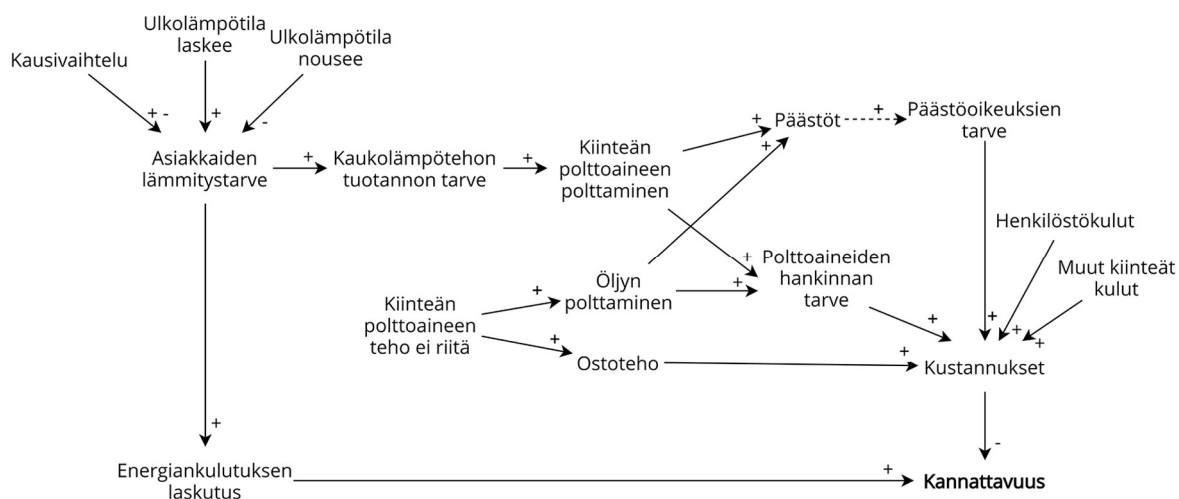 Kausivaihtelu
Ulkolämpötila
laskee
Ulkolämpötila
nousee
+ -
+
-
Asiakkaiden
lämmitystarve
+
Kaukolämpötehon
tuotannon tarve
+
Kiinteän
polttoaineen
polttaminen
+
Päästöt
+
+
Päästöoikeuksien
tarve
Henkilöstökulut
Muut kiinteät
kulut
Kiinteän
polttoaineen
teho ei riitä
+
Öljyn
polttaminen
+
+
Polttoaineiden
hankinnan
tarve
+
Ostoteho
+
+
+
+
+
Kustannukset
-
+
Energiankulutuksen
laskutus
+
Kannattavuus